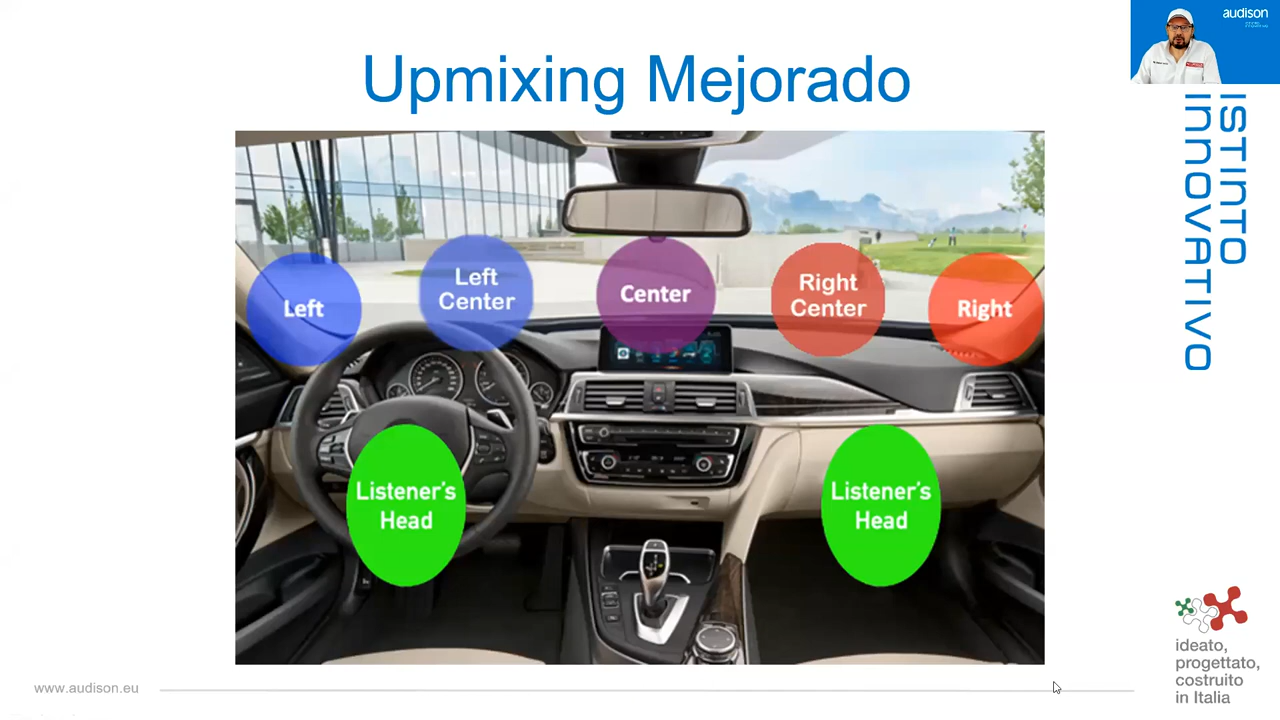 Upmixing Mejorado
audison
ISTINTO
INNOVATIVO
Left
Left
Center
Center
Right
Center
Right
Listener's
Head
Listener's
Head
www.audison.eu
ideato,
progettato,
costruito
in Italia